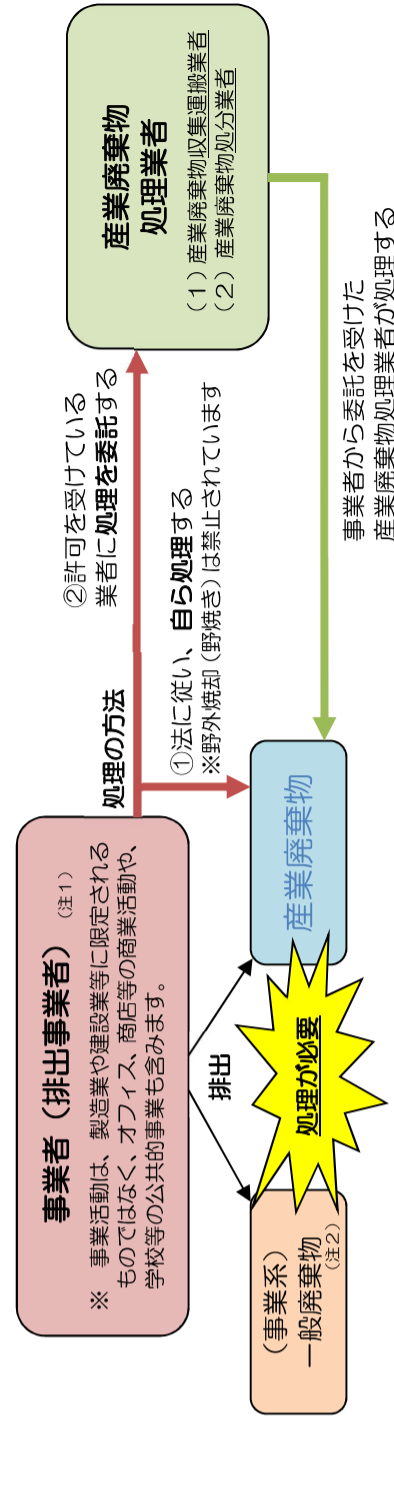 事業者（排出事業者）（注１）
※　事業活動は、製造業や建設業等に限定される
ものではなく、オフィス、商店等の商業活動や、
学校等の公共的事業も含みます。
処理の方法
②許可を受けている
業者に処理を委託する
①法に従い、自ら処理する
※野外焼却（野焼き）は禁止されています
産業廃棄物
処理業者
（１）産業廃棄物収集運搬業者
（２）産業廃棄物処分業者
排出
（事業系）
一般廃棄物
（注２）
処理が必要
産業廃棄物
事業者から委託を受けた
産業廃棄物処理業者が処理する